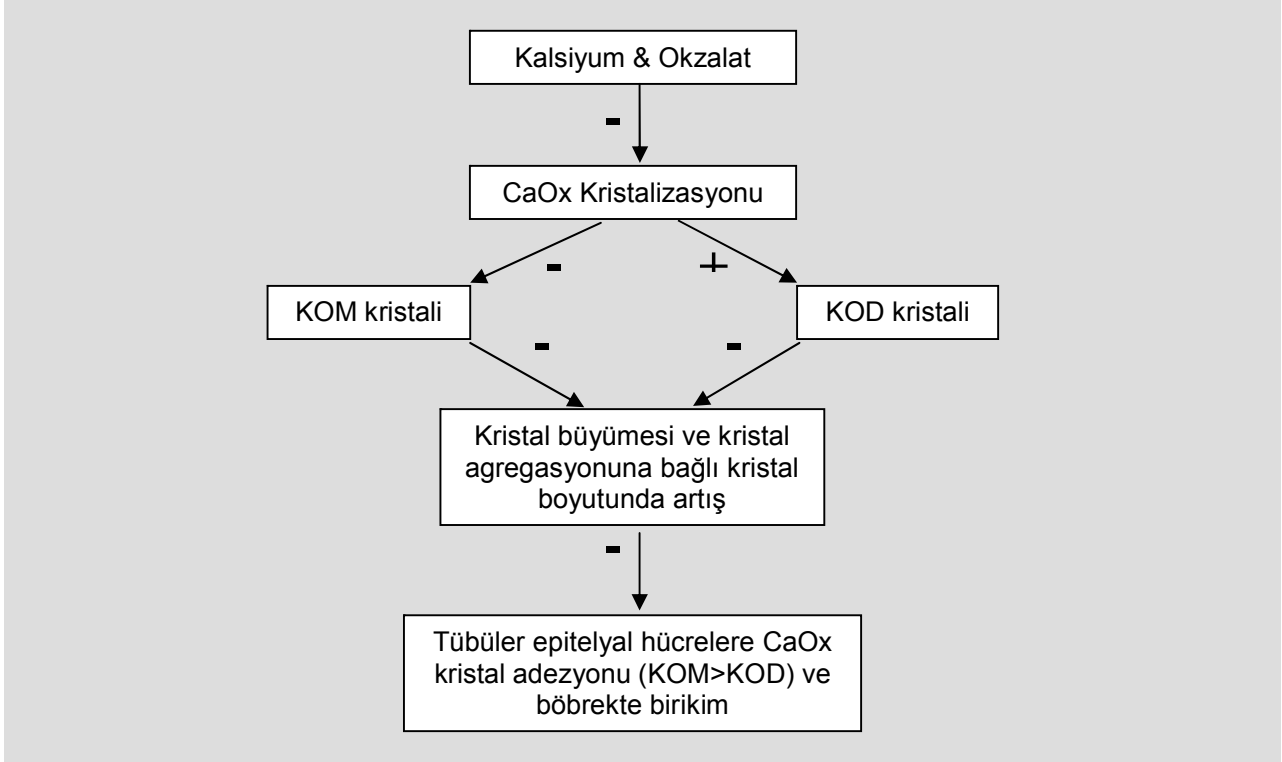 Kalsiyum & Okzalat
-
CaOx Kristalizasyonu
- +
KOM kristali KOD kristali
- -
Kristal büyümesi ve kristal
agregasyonuna bağlı kristal
boyutunda artış
-
Tübüler epitelyal hücrelere CaOx
kristal adezyonu (KOM>KOD) ve
böbrekte birikim